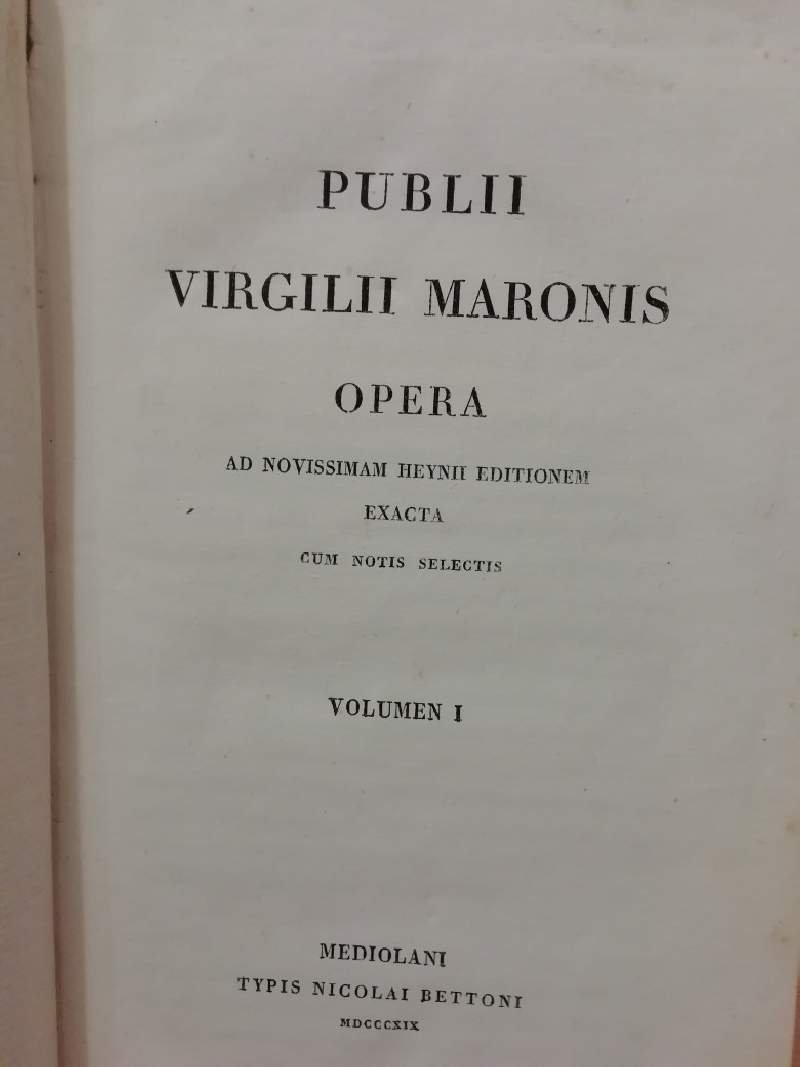 PUBLII
VIRGILII MARONIS
OPERA
AD NOVISSIMAM HEYNII EDITIONEM
EXACTA
CUM NOTIS SELECTIS
VOLUMEN I
MEDIOLANI
TYPIS NICOLAI BETTONI
MDCCCXIX